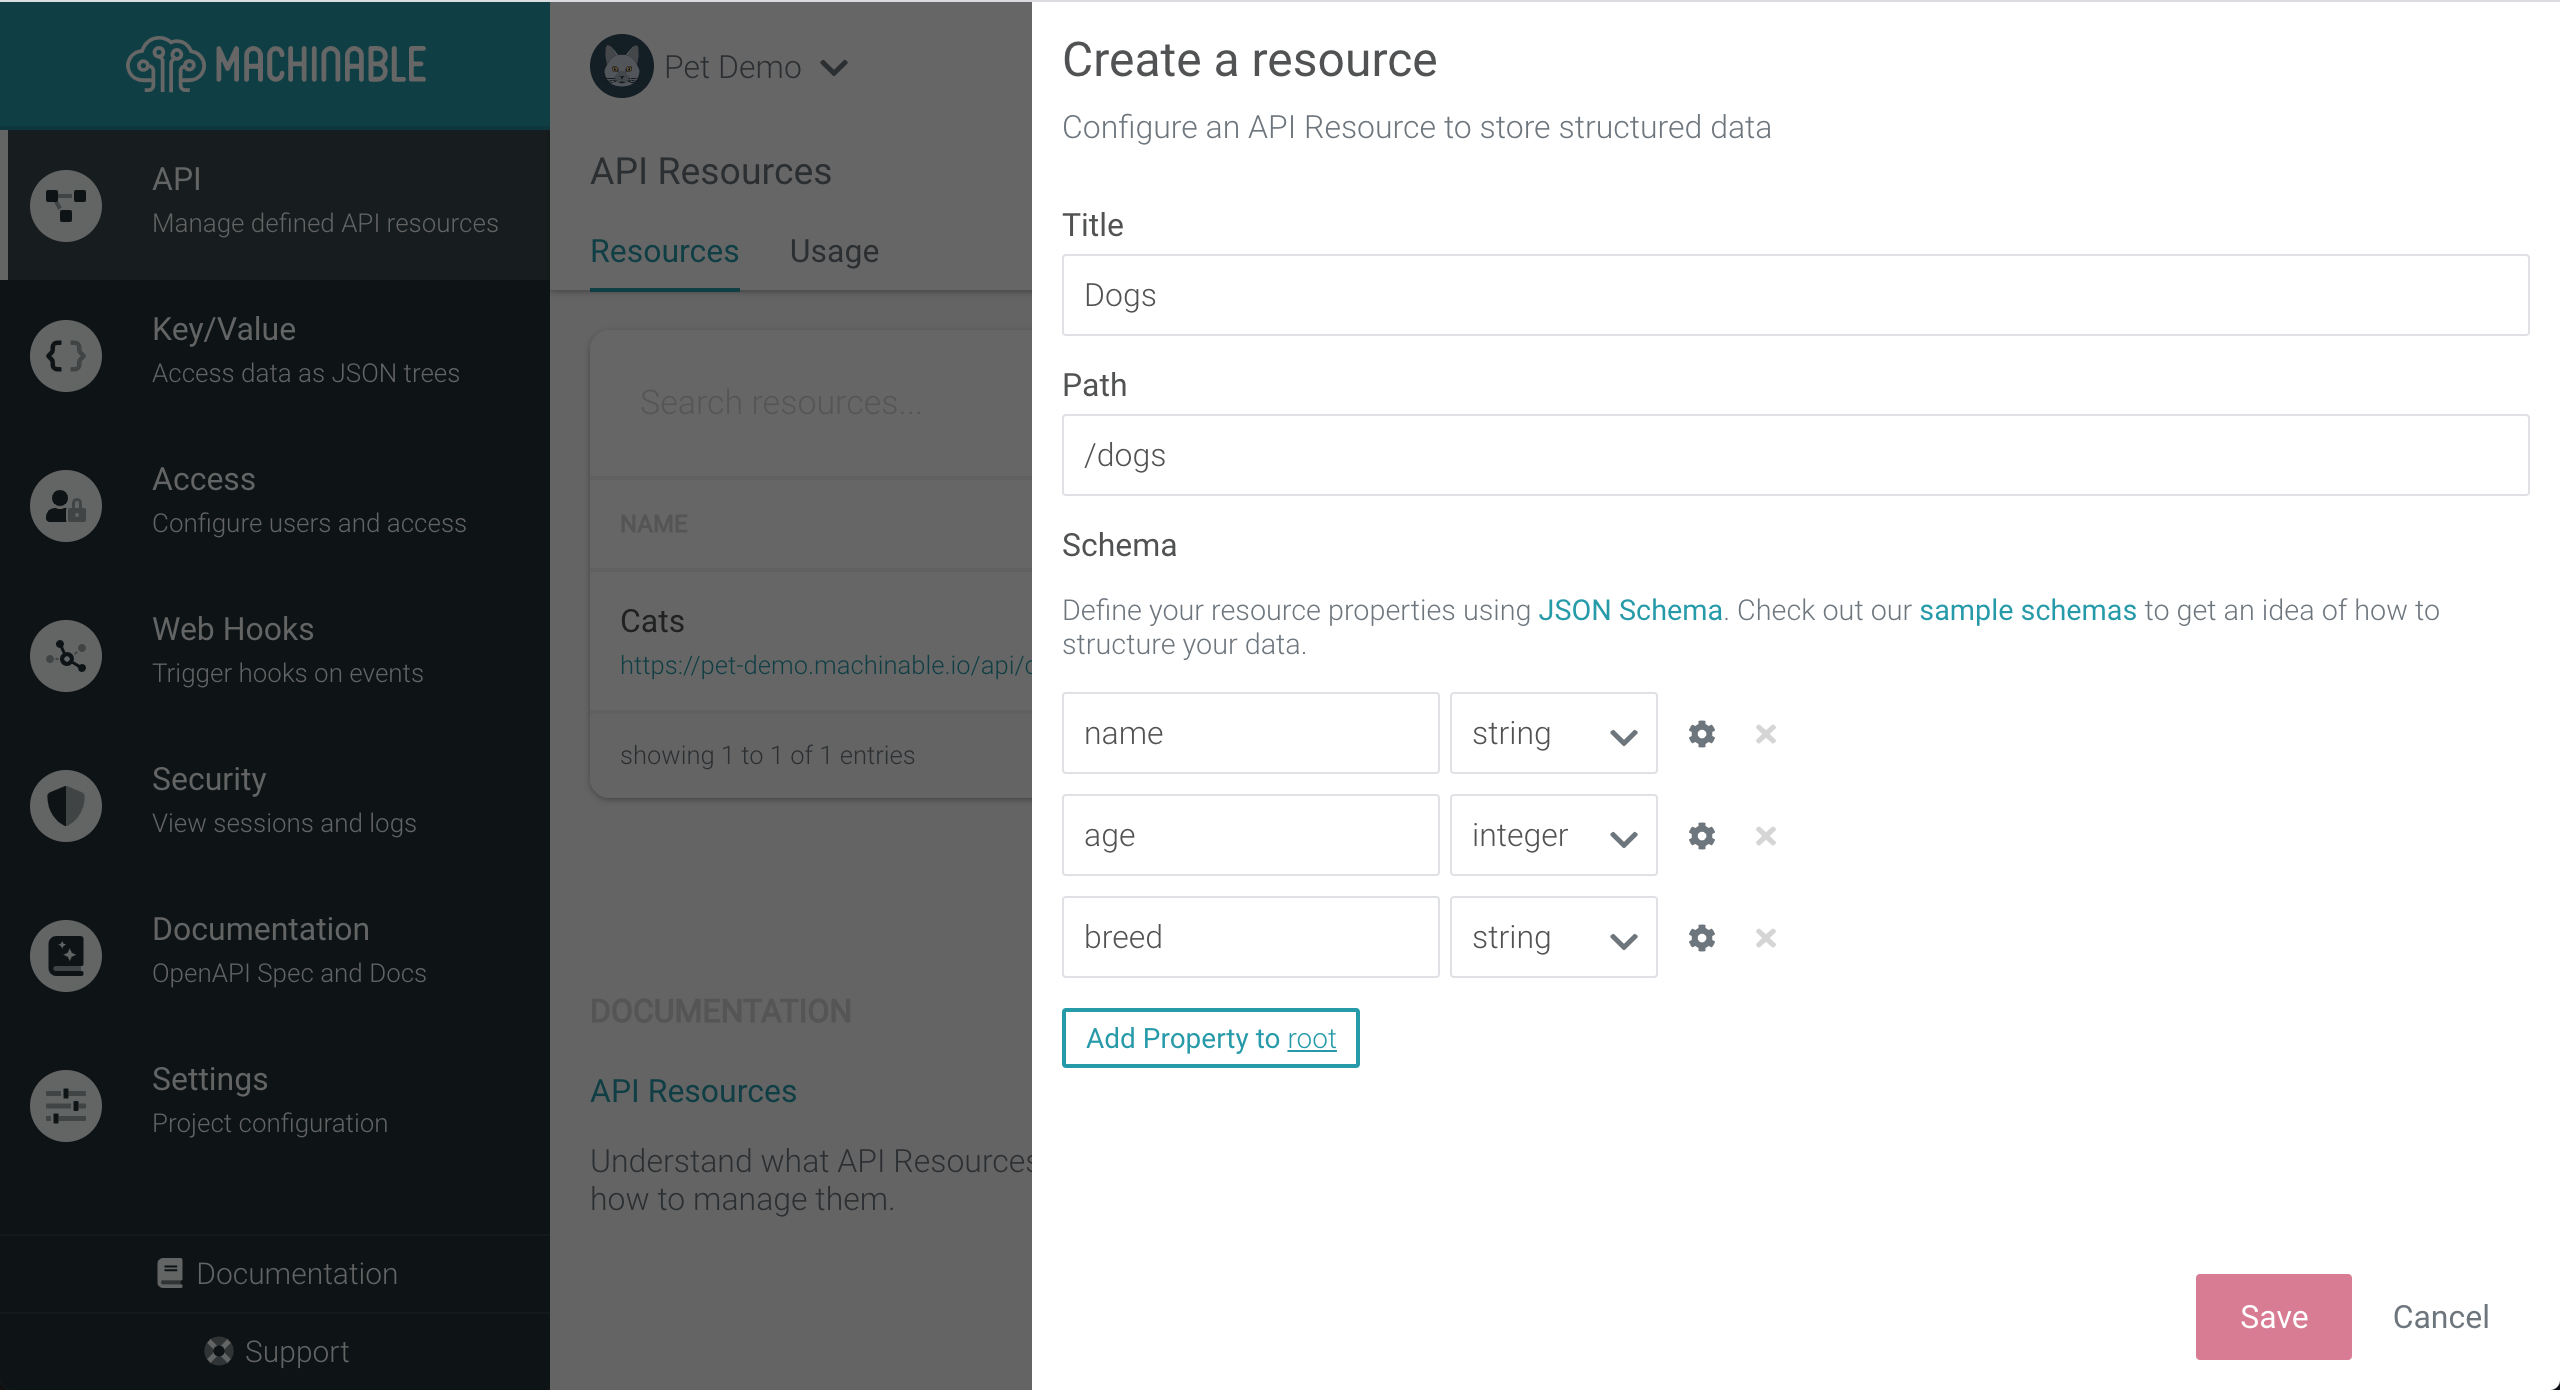 MACHINABLE
API
Manage defined API resources
Key/Value
Access data as JSON trees
Access
Configure users and access
Web Hooks
Trigger hooks on events
Security
View sessions and logs
Documentation
OpenAPI Spec and Docs
Settings
Project configuration
Documentation
Support
Pet Demo
API Resources
Resources Usage
Search resources...
NAME
Cats
https://pet-demo.machinable.io/api/
showing 1 to 1 of 1 entries
DOCUMENTATION
API Resources
Understand what API Resources
how to manage them.
Create a resource
Configure an API Resource to store structured data
Title
Dogs
Path
/dogs
Schema
Define your resource properties using JSON Schema. Check out our sample schemas to get an idea of how to
structure your data.
name string
age integer
breed string
Add Property to root
Save Cancel